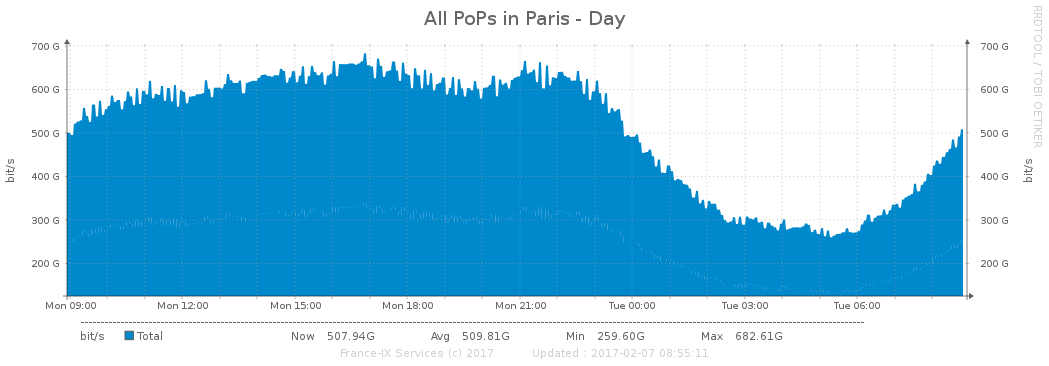 All PoPs in Paris - Day
RRDTOOL / TOBI OETIKER
700 G 700 G
600 G 600 G
500 G 500 G
400 G 400 G
300 G 300 G
200 G 200 G
bit/s bit/s
Mon 09:00 Mon 12:00 Mon 15:00 Mon 18:00 Mon 21:00 Tue 00:00 Tue 03:00 Tue 06:00
bit/s Total Now 507.94G Avg 509.81G Min 259.60G Max 682.61G
France-IX Services (c) 2017 Updated : 2017-02-07 08:55:11